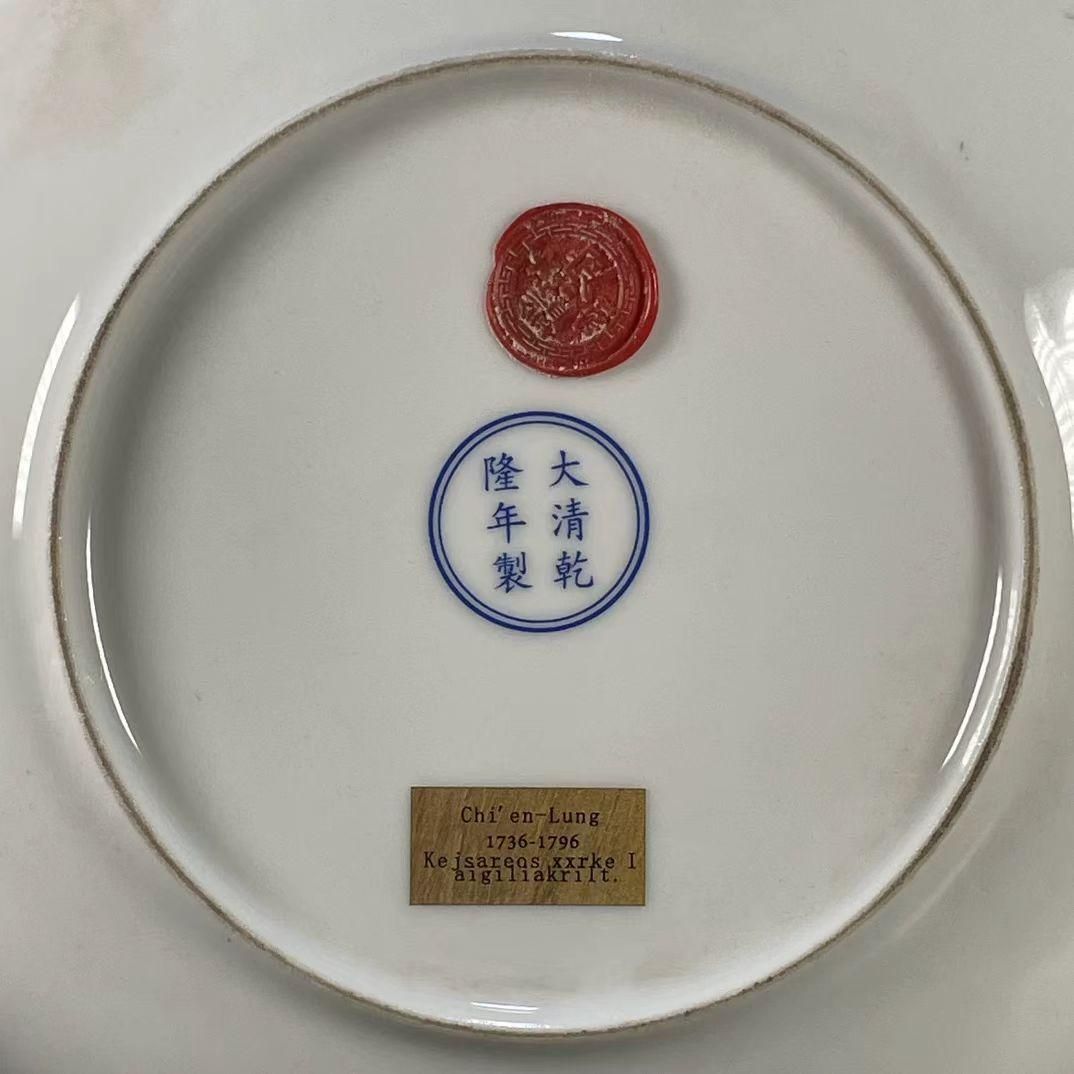 大清乾
隆年製
Chi'en-Lung
1736-1796
Kejsareos xxrke I
aigiliakrilt.